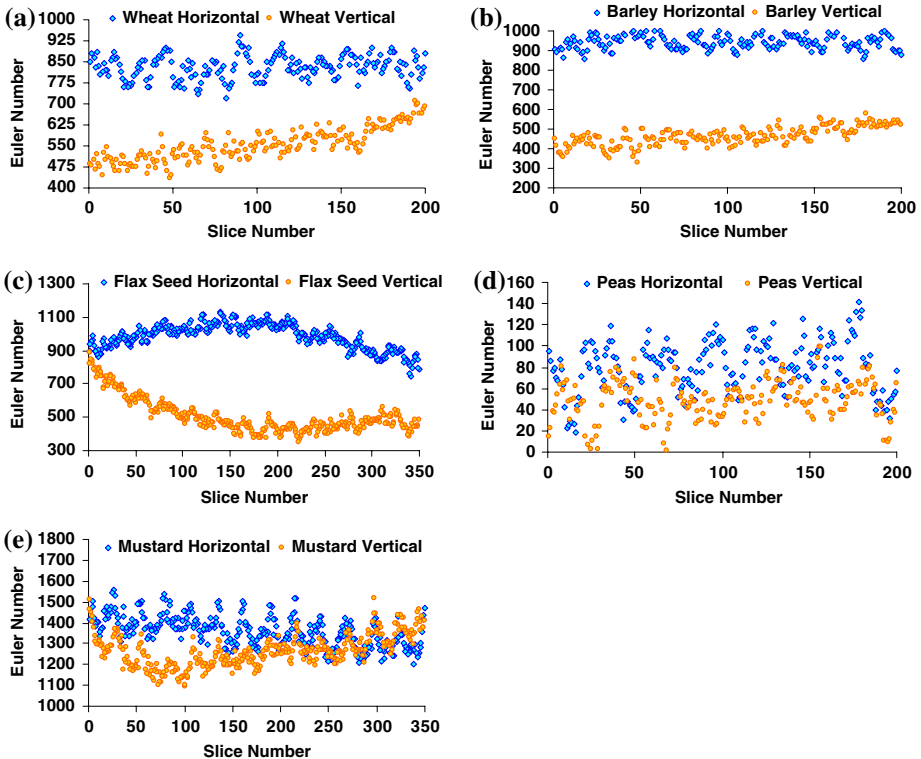 (a)
Wheat Horizontal Wheat Vertical
Euler Number
1000
925
850
775
700
625
550
475
400
0 50 100 150 200
Slice Number
(b)
Barley Horizontal Barley Vertical
Euler Number
1000
900
800
700
600
500
400
300
200
0 50 100 150 200
Slice Number
(c)
Flax Seed Horizontal Flax Seed Vertical
Euler Number
1300
1100
900
700
500
300
0 50 100 150 200 250 300 350
Slice Number
(d)
Peas Horizontal Peas Vertical
Euler Number
160
140
120
100
80
60
40
20
0
0 50 100 150 200
Slice Number
(e)
Mustard Horizontal Mustard Vertical
Euler Number
1800
1700
1600
1500
1400
1300
1200
1100
1000
0 50 100 150 200 250 300 350
Slice Number